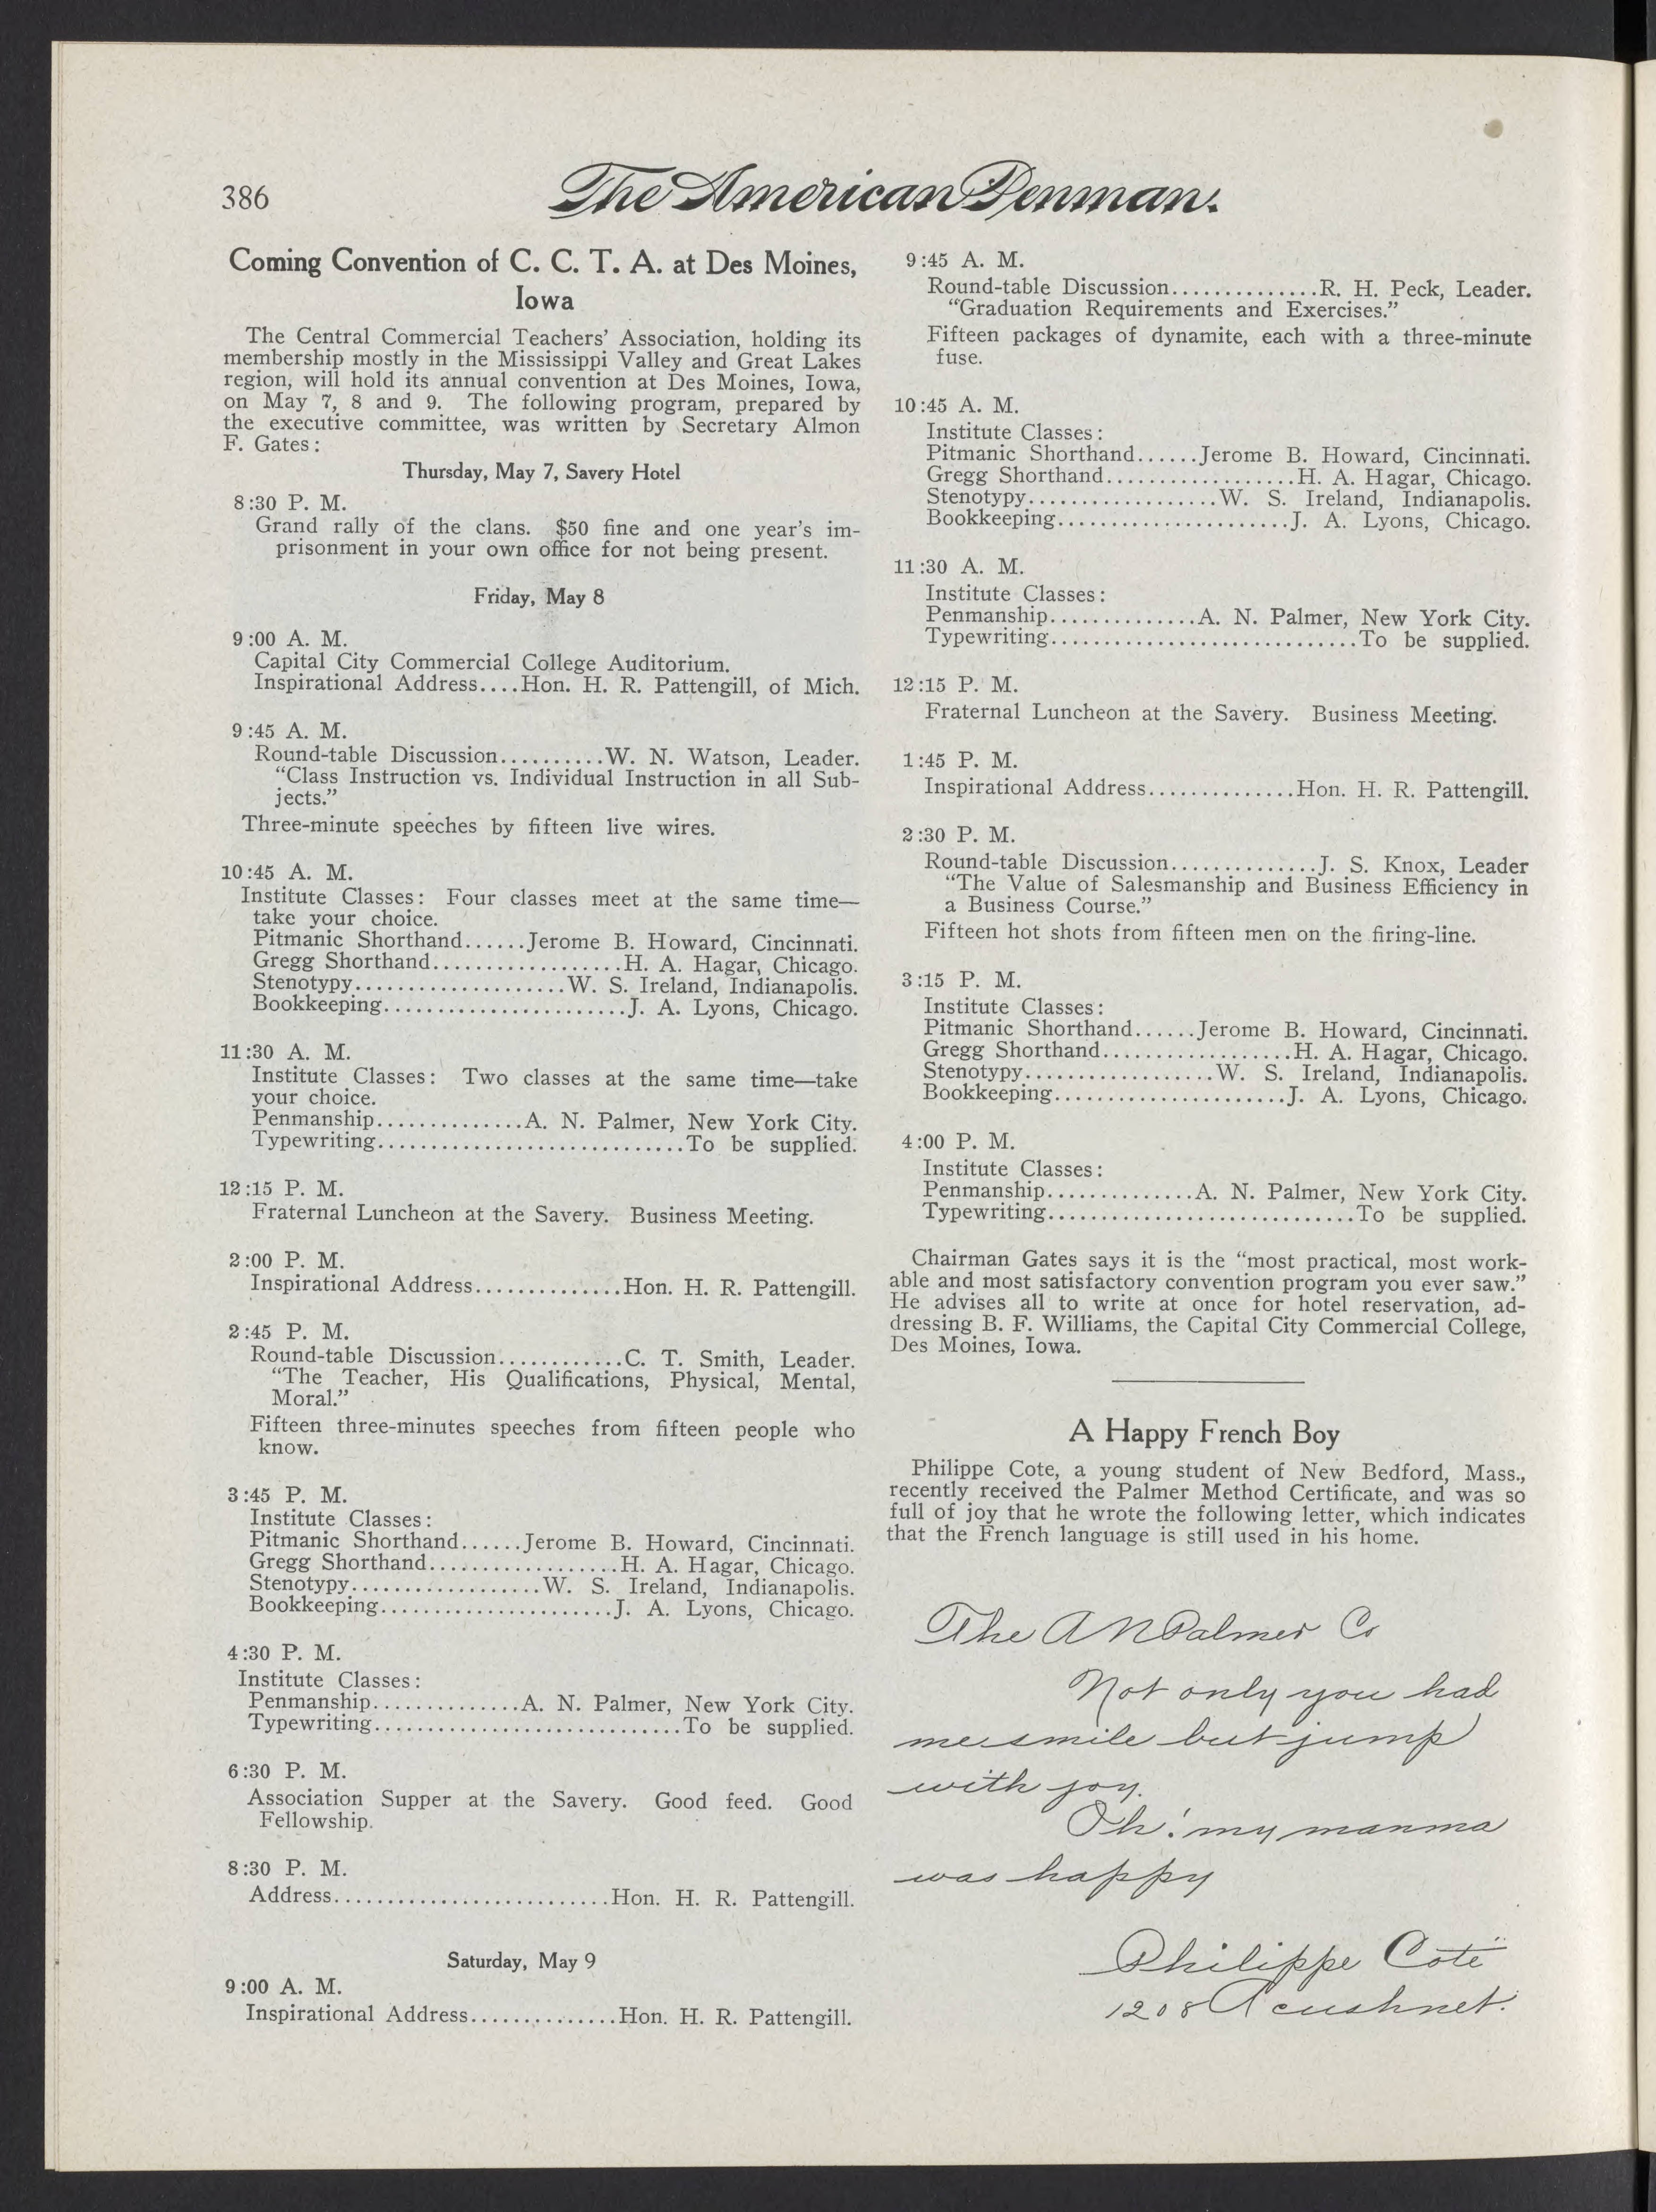 386
The American Penman.
Coming Convention of C. C. T. A. at Des Moines,
Iowa
The Central Commercial Teachers' Association, holding its
membership mostly in the Mississippi Valley and Great Lakes
region, will hold its annual convention at Des Moines, Iowa,
on May 7, 8 and 9. The following program, prepared by
the executive committee, was written by Secretary Almon
F. Gates:
Thursday, May 7, Savery Hotel
8:30 P. M.
Grand rally of the clans. $50 fine and one year's im-
prisonment in your own office for not being present.
Friday, May 8
9:00 A. M.
Capital City Commercial College Auditorium.
Inspirational Address....Hon. H. R. Pattengill, of Mich.
9:45 A. M.
Round-table Discussion..........W. N. Watson, Leader.
"Class Instruction vs. Individual Instruction in all Sub-
jects."
Three-minute speeches by fifteen live wires.
10:45 A. M.
Institute Classes: Four classes meet at the same time—
take your choice.
Pitmanic Shorthand......Jerome B. Howard, Cincinnati.
Gregg Shorthand..................H. A. Hagar, Chicago.
Stenotypy....................W. S. Ireland, Indianapolis.
Bookkeeping.......................J. A. Lyons, Chicago.
11:30 A. M.
Institute Classes: Two classes at the same time—take
your choice.
Penmanship..............A. N. Palmer, New York City.
Typewriting.............................To be supplied.
12:15 P. M.
Fraternal Luncheon at the Savery. Business Meeting.
2:00 P. M.
Inspirational Address..............Hon. H. R. Pattengill.
2:45 P. M.
Round-table Discussion............C. T. Smith, Leader.
"The Teacher, His Qualifications, Physical, Mental,
Moral."
Fifteen three-minutes speeches from fifteen people who
know.
3:45 P. M.
Institute Classes:
Pitmanic Shorthand......Jerome B. Howard, Cincinnati.
Gregg Shorthand..................H. A. Hagar, Chicago.
Stenotypy..................W. S. Ireland, Indianapolis.
Bookkeeping......................J. A. Lyons, Chicago.
4:30 P. M.
Institute Classes:
Penmanship..............A. N. Palmer, New York City.
Typewriting.............................To be supplied.
6:30 P. M.
Association Supper at the Savery. Good feed. Good
Fellowship.
8:30 P. M.
Address..........................Hon. H. R. Pattengill.
Saturday, May 9
9:00 A. M.
Inspirational Address..............Hon. H. R. Pattengill.
9:45 A. M.
Round-table Discussion..............R. H. Peck, Leader.
"Graduation Requirements and Exercises."
Fifteen packages of dynamite, each with a three-minute
fuse.
10:45 A. M.
Institute Classes:
Pitmanic Shorthand......Jerome B. Howard, Cincinnati.
Gregg Shorthand..................H. A. Hagar, Chicago.
Stenotypy..................W. S. Ireland, Indianapolis.
Bookkeeping......................J. A. Lyons, Chicago.
11:30 A. M.
Institute Classes:
Penmanship..............A. N. Palmer, New York City.
Typewriting.............................To be supplied.
12:15 P. M.
Fraternal Luncheon at the Savery. Business Meeting.
1:45 P. M.
Inspirational Address..............Hon. H. R. Pattengill.
2:30 P. M.
Round-table Discussion..............J. S. Knox, Leader
"The Value of Salesmanship and Business Efficiency in
a Business Course."
Fifteen hot shots from fifteen men on the firing-line.
3:15 P. M.
Institute Classes:
Pitmanic Shorthand......Jerome B. Howard, Cincinnati.
Gregg Shorthand..................H. A. Hagar, Chicago.
Stenotypy..................W. S. Ireland, Indianapolis.
Bookkeeping......................J. A. Lyons, Chicago.
4:00 P. M.
Institute Classes:
Penmanship..............A. N. Palmer, New York City.
Typewriting.............................To be supplied.
Chairman Gates says it is the "most practical, most work-
able and most satisfactory convention program you ever saw."
He advises all to write at once for hotel reservation, ad-
dressing B. F. Williams, the Capital City Commercial College,
Des Moines, Iowa.
A Happy French Boy
Philippe Cote, a young student of New Bedford, Mass.,
recently received the Palmer Method Certificate, and was so
full of joy that he wrote the following letter, which indicates
that the French language is still used in his home.
The A N Palmer Co
Not only you had
me smile but jump
with joy.
Oh! my manma
was happy
Philippe Coté
1208 Acushnet.